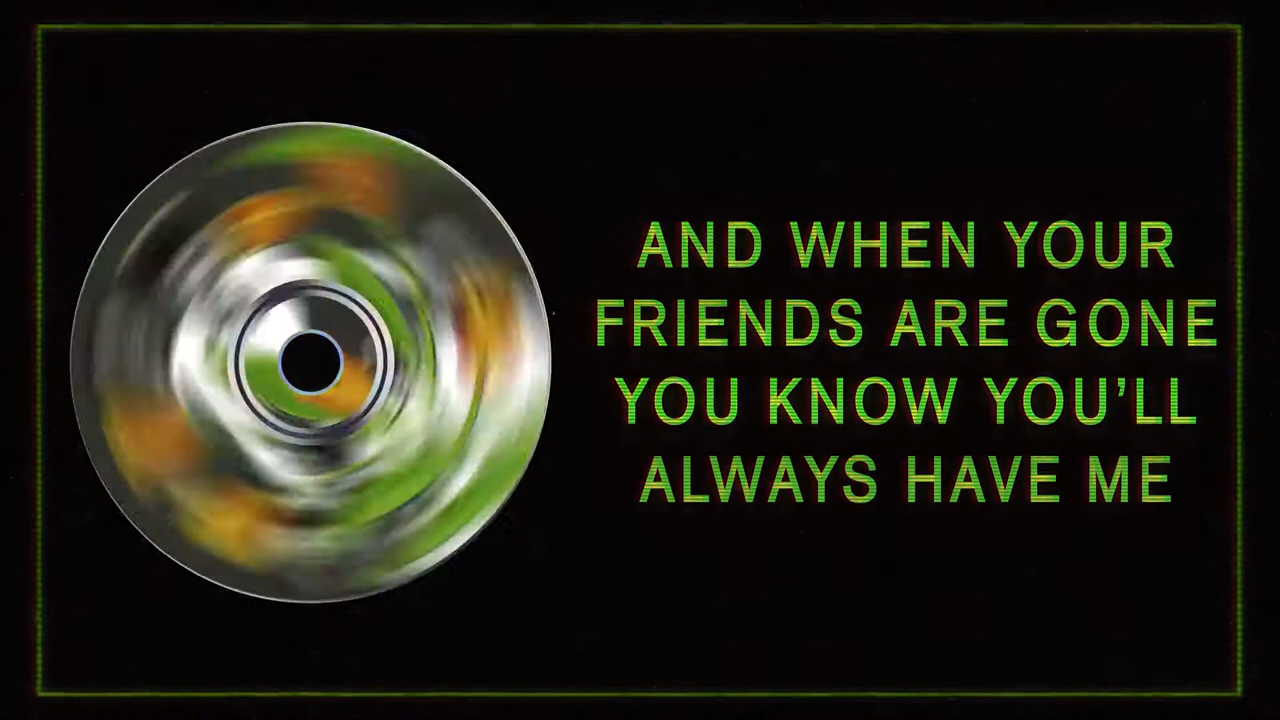 AND WHEN YOUR
FRIENDS ARE GONE
YOU KNOW YOU’LL
ALWAYS HAVE ME